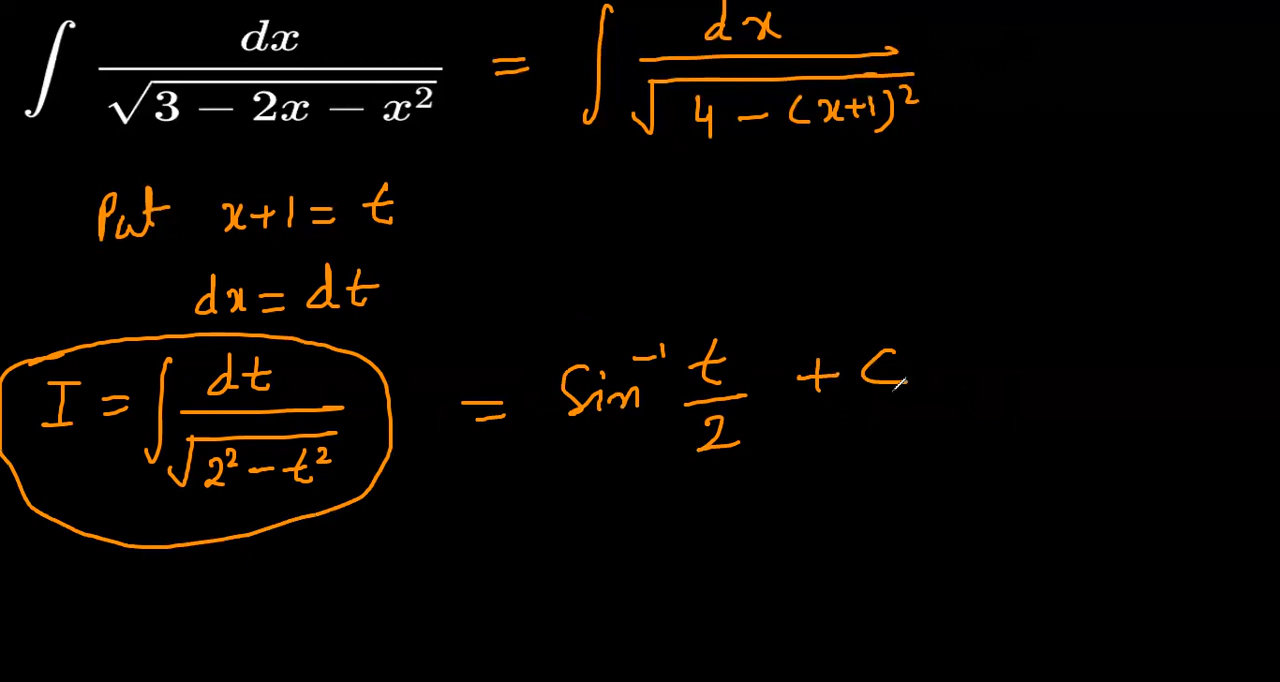 ∫ dx / √(3 − 2x − x²) = ∫ dx / √(4 − (x+1)²)
Put x+1 = t
dx = dt
I = ∫ dt / √(2² − t²) = Sin⁻¹ t/2 + C